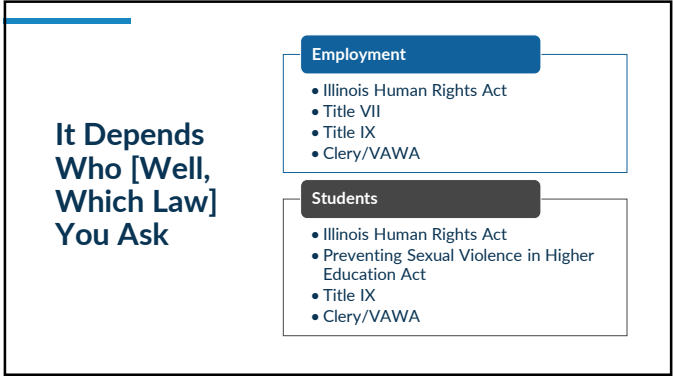 It Depends
Who [Well,
Which Law]
You Ask
Employment
• Illinois Human Rights Act
• Title VII
• Title IX
• Clery/VAWA
Students
• Illinois Human Rights Act
• Preventing Sexual Violence in Higher
Education Act
• Title IX
• Clery/VAWA